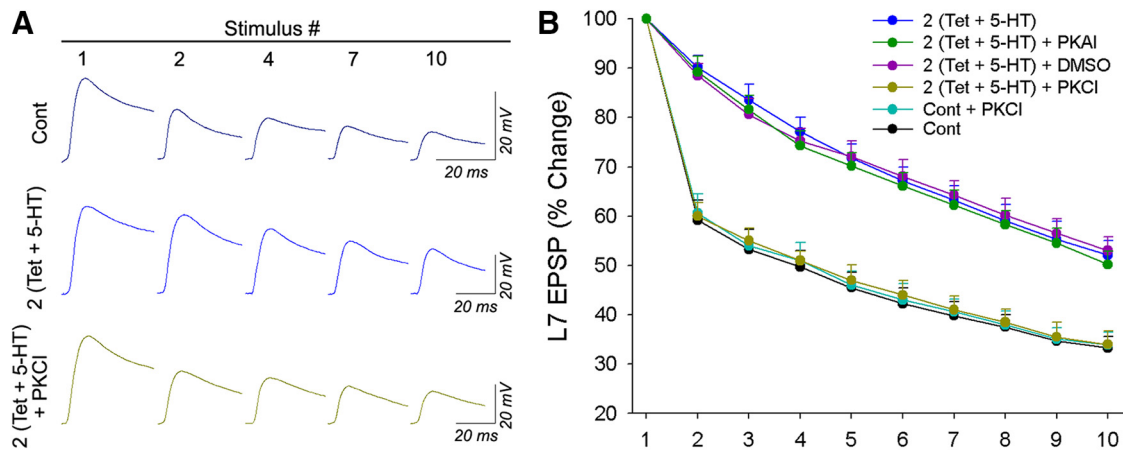 A
Stimulus #
1 2 4 7 10
Cont
20 mV
20 ms
2 (Tet + 5-HT)
20 mV
20 ms
2 (Tet + 5-HT)
+ PKCI
20 mV
20 ms
B
L7 EPSP (% Change)
100
90
80
70
60
50
40
30
20
1 2 3 4 5 6 7 8 9 10
2 (Tet + 5-HT)
2 (Tet + 5-HT) + PKAI
2 (Tet + 5-HT) + DMSO
2 (Tet + 5-HT) + PKCI
Cont + PKCI
Cont